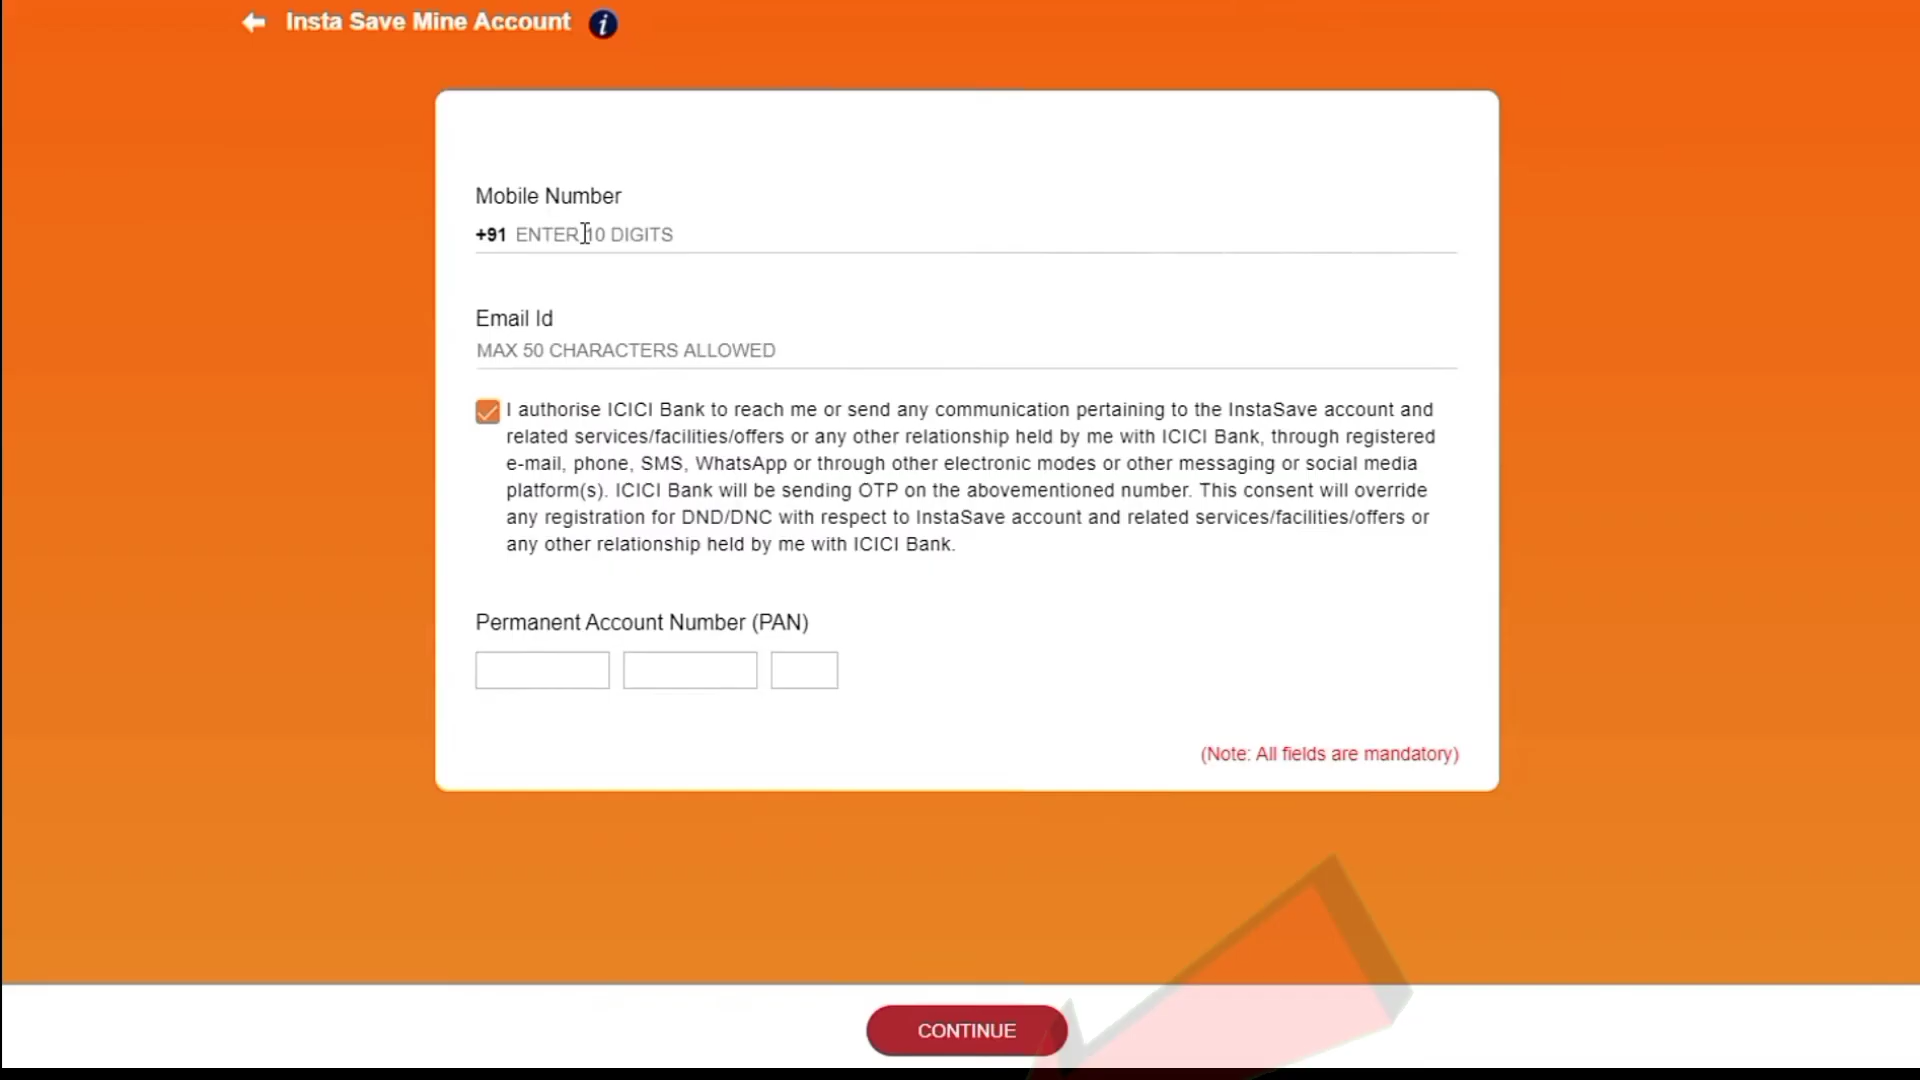 Insta Save Mine Account i
Mobile Number
+91 ENTER 10 DIGITS
Email Id
MAX 50 CHARACTERS ALLOWED
I authorise ICICI Bank to reach me or send any communication pertaining to the InstaSave account and
related services/facilities/offers or any other relationship held by me with ICICI Bank, through registered
e-mail, phone, SMS, WhatsApp or through other electronic modes or other messaging or social media
platform(s). ICICI Bank will be sending OTP on the abovementioned number. This consent will override
any registration for DND/DNC with respect to InstaSave account and related services/facilities/offers or
any other relationship held by me with ICICI Bank.
Permanent Account Number (PAN)
(Note: All fields are mandatory)
CONTINUE